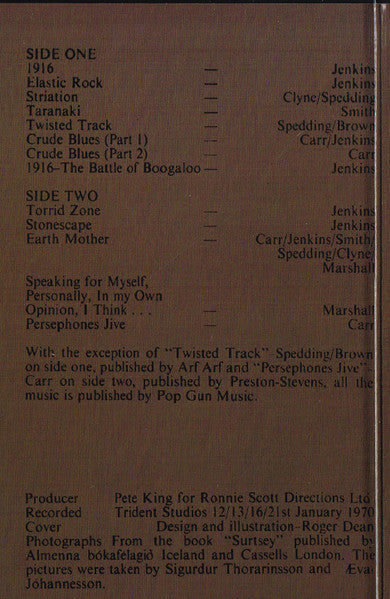 SIDE ONE
1916 — Jenkins
Elastic Rock — Jenkins
Striation — Clyne/Spedding
Taranaki — Smith
Twisted Track — Spedding/Brown
Crude Blues (Part 1) — Carr/Jenkins
Crude Blues (Part 2) — Carr
1916-The Battle of Boogaloo — Jenkins
SIDE TWO
Torrid Zone — Jenkins
Stonescape — Jenkins
Earth Mother — Carr/Jenkins/Smith/
Spedding/Clyne/
Marshall
Speaking for Myself,
Personally, In my Own
Opinion, I Think . . . — Marshall
Persephones Jive — Carr
With the exception of “Twisted Track” Spedding/Brown
on side one, published by Arf Arf and “Persephones Jive”-
Carr on side two, published by Preston-Stevens, all the
music is published by Pop Gun Music.
Producer Pete King for Ronnie Scott Directions Ltd
Recorded Trident Studios 12/13/16/21st January 1970
Cover Design and illustration-Roger Dean
Photographs From the book “Surtsey” published by
Almenna bókafelagið Iceland and Cassells London. The
pictures were taken by Sigurdur Thorarinsson and Æva
Johannesson.